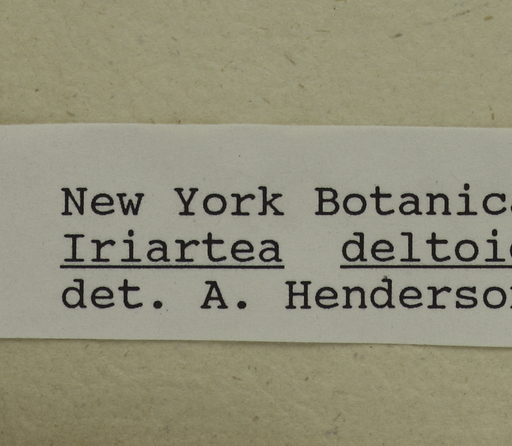 New York Botanic
Iriartea deltoi
det. A. Henderso